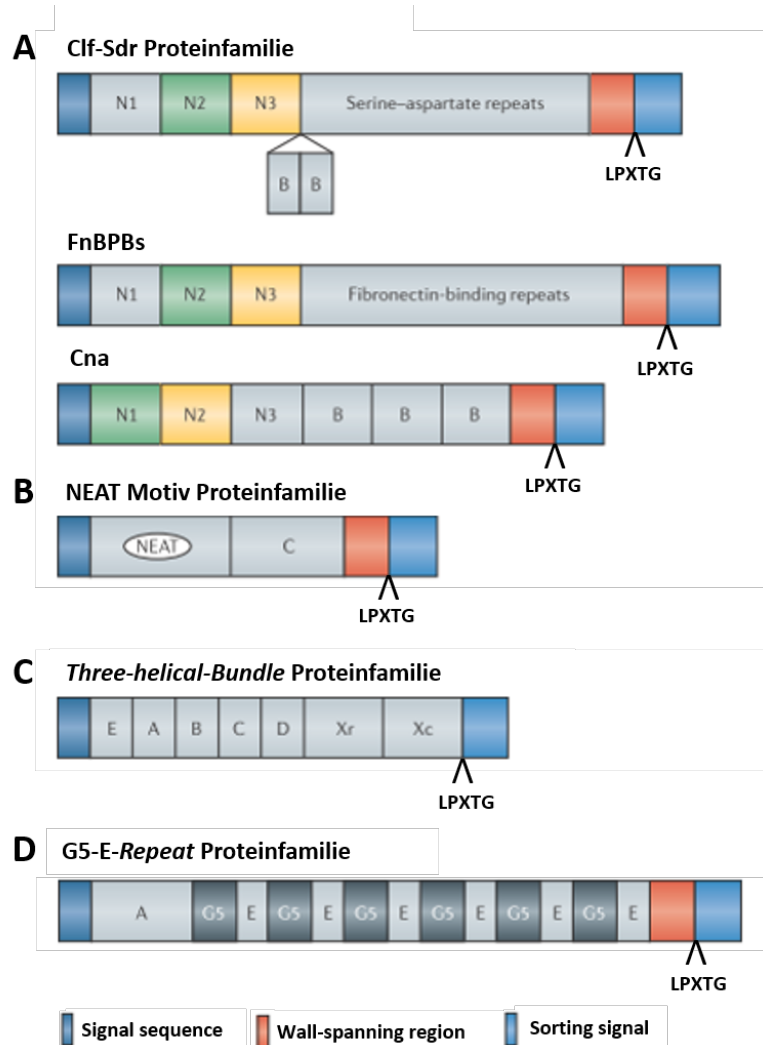 A
Clf-Sdr Proteinfamilie
N1 N2 N3 Serine–aspartate repeats
LPXTG
B B
FnBPBs
N1 N2 N3 Fibronectin-binding repeats
LPXTG
Cna
N1 N2 N3 B B B
LPXTG
B
NEAT Motiv Proteinfamilie
NEAT C
LPXTG
C
Three-helical-Bundle Proteinfamilie
E A B C D Xr Xc
LPXTG
D
G5-E-Repeat Proteinfamilie
A G5 E G5 E G5 E G5 E G5 E G5 E
LPXTG
Signal sequence Wall-spanning region Sorting signal